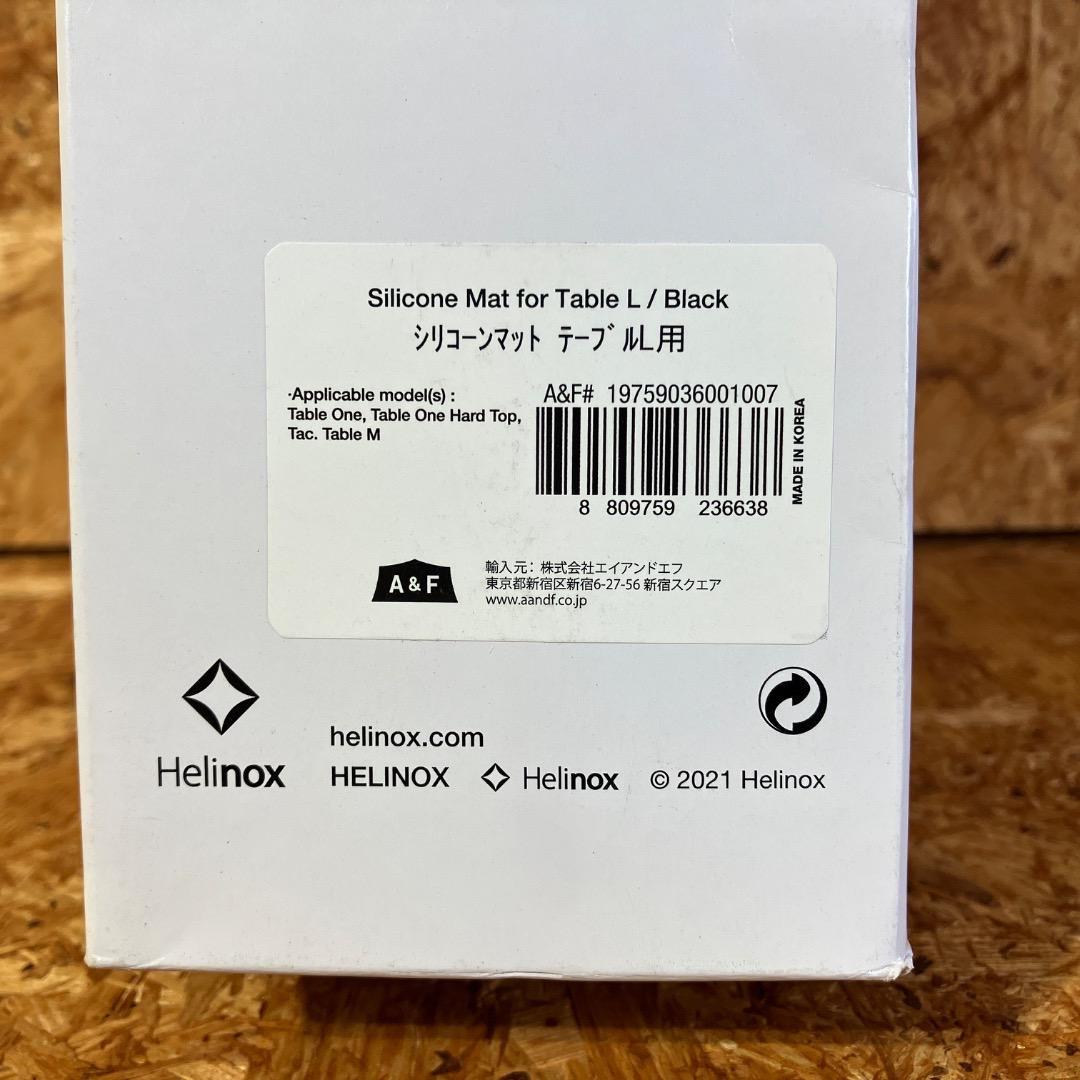 Silicone Mat for Table L / Black
ｼﾘｺｰﾝﾏｯﾄ ﾃｰﾌﾞﾙL用
·Applicable model(s) :
Table One, Table One Hard Top,
Tac. Table M
A&F# 19759036001007
8 809759 236638
MADE IN KOREA
A & F
輸入元：株式会社エイアンドエフ
東京都新宿区新宿6-27-56 新宿スクエア
www.aandf.co.jp
Helinox
helinox.com
HELINOX Helinox © 2021 Helinox